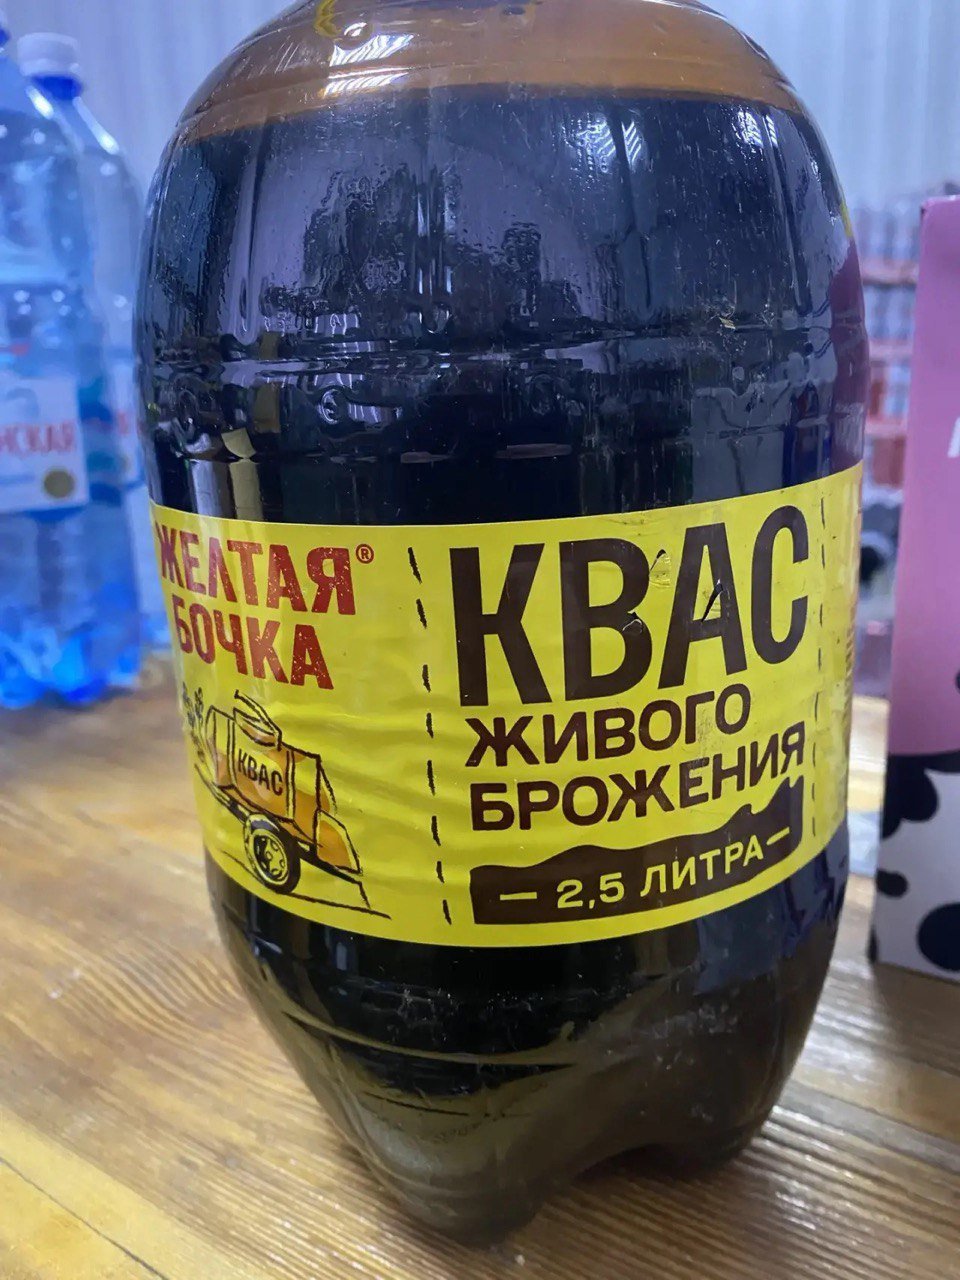 ЖЕЛТАЯ®
БОЧКА
КВАС
КВАС
ЖИВОГО
БРОЖЕНИЯ
— 2,5 ЛИТРА —